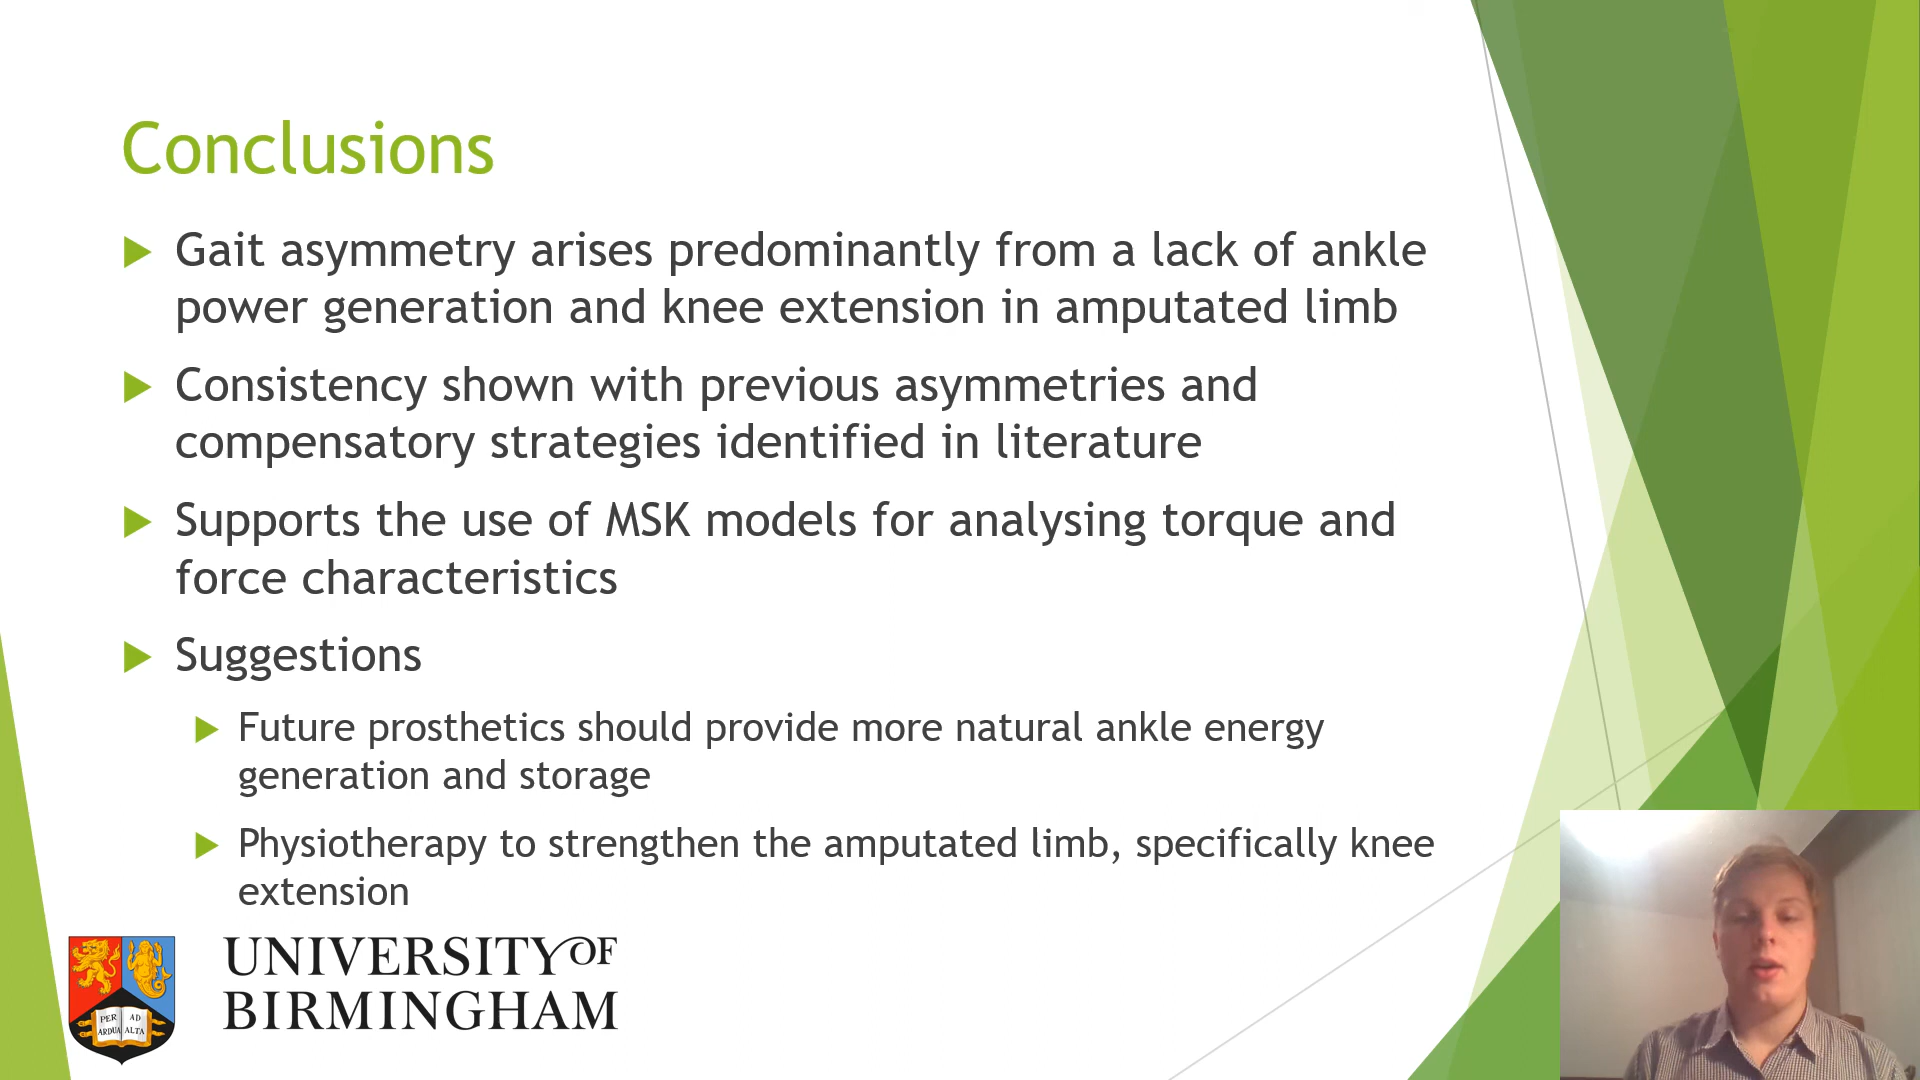 Conclusions
Gait asymmetry arises predominantly from a lack of ankle
power generation and knee extension in amputated limb
Consistency shown with previous asymmetries and
compensatory strategies identified in literature
Supports the use of MSK models for analysing torque and
force characteristics
Suggestions
Future prosthetics should provide more natural ankle energy
generation and storage
Physiotherapy to strengthen the amputated limb, specifically knee
extension
UNIVERSITY OF
BIRMINGHAM
PER AD
ARDUA ALTA